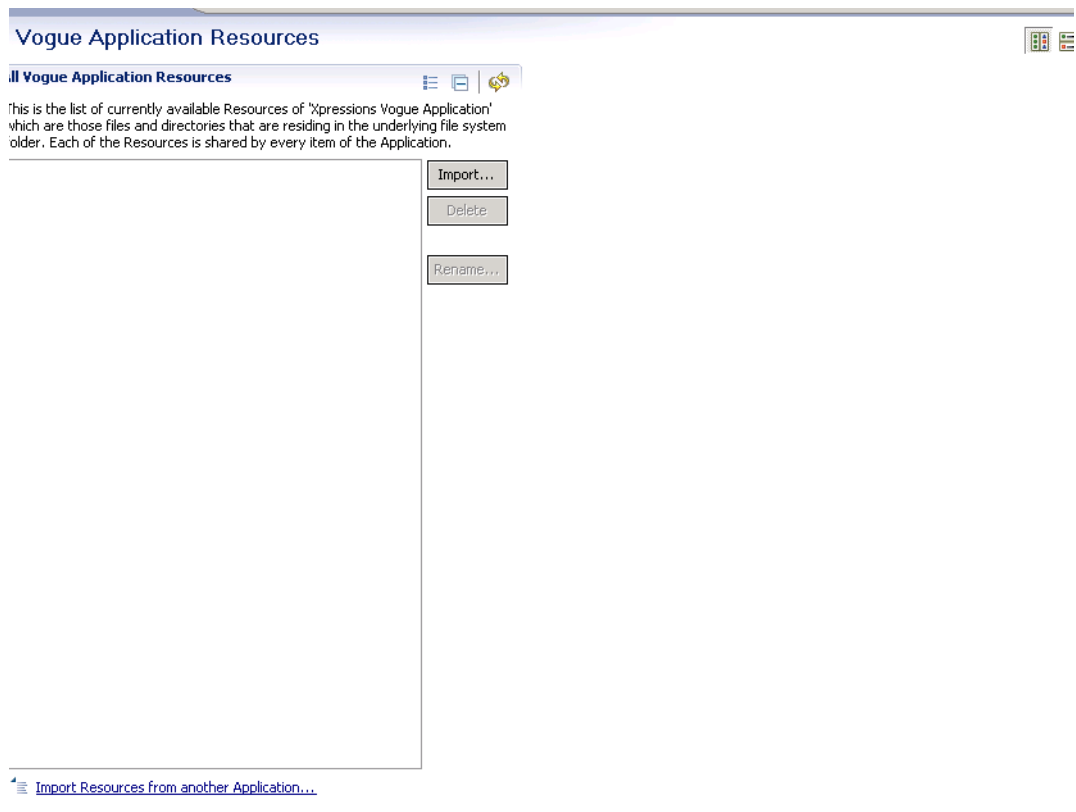 Vogue Application Resources
ll Vogue Application Resources
This is the list of currently available Resources of 'Xpressions Vogue Application'
which are those files and directories that are residing in the underlying file system
folder. Each of the Resources is shared by every item of the Application.
Import...
Delete
Rename...
Import Resources from another Application...